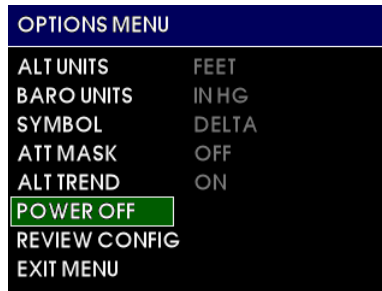 OPTIONS MENU
ALT UNITS FEET
BARO UNITS IN HG
SYMBOL DELTA
ATT MASK OFF
ALT TREND ON
POWER OFF
REVIEW CONFIG
EXIT MENU